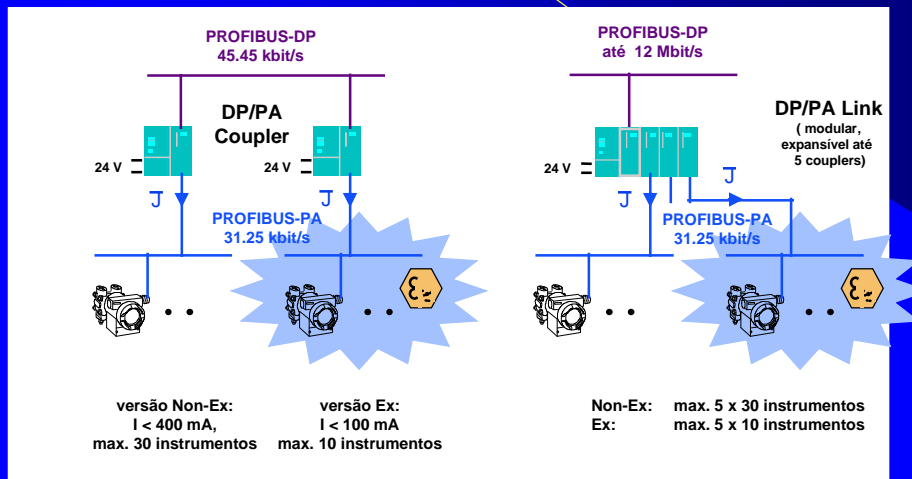 PROFIBUS-DP
45.45 kbit/s
DP/PA
Coupler
24 V
24 V
J
J
PROFIBUS-PA
31.25 kbit/s
versão Non-Ex:
I < 400 mA,
max. 30 instrumentos
versão Ex:
I < 100 mA
max. 10 instrumentos
PROFIBUS-DP
até 12 Mbit/s
DP/PA Link
( modular,
expansível até
5 couplers)
24 V
J
J
PROFIBUS-PA
31.25 kbit/s
Non-Ex: max. 5 x 30 instrumentos
Ex: max. 5 x 10 instrumentos